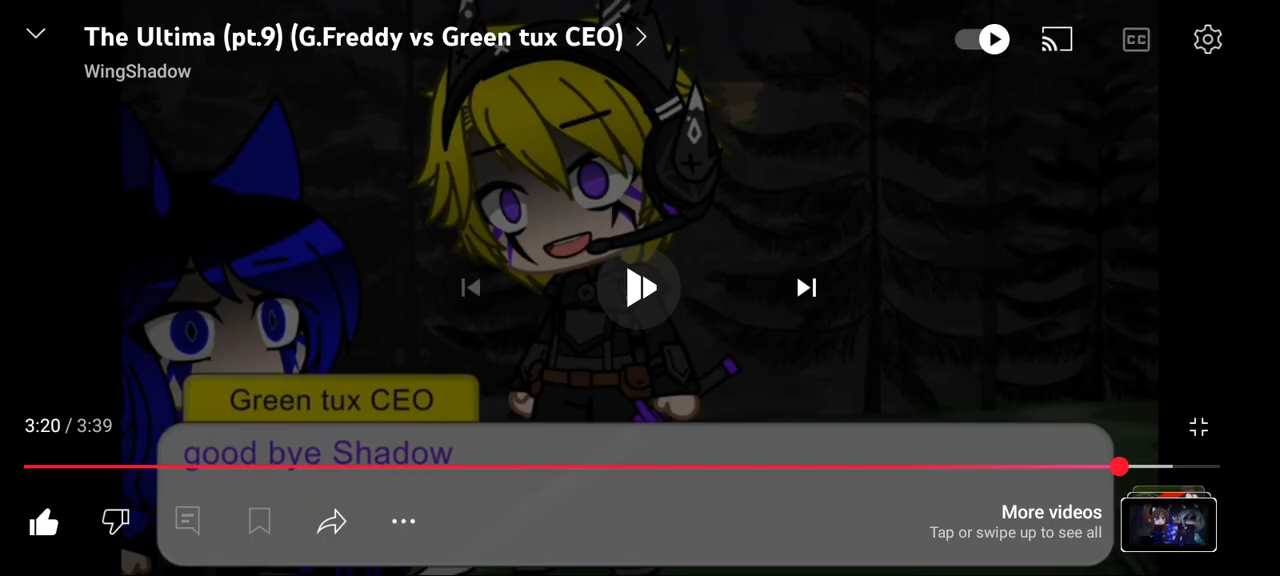 The Ultima (pt.9) (G.Freddy vs Green tux CEO)
WingShadow
CC
Green tux CEO
3:20 / 3:39
good bye Shadow
More videos
Tap or swipe up to see all